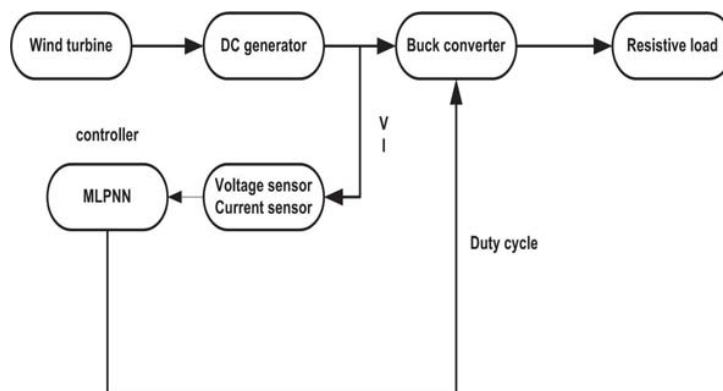 Wind turbine
DC generator
Buck converter
Resistive load
V
I
controller
MLPNN
Voltage sensor
Current sensor
Duty cycle